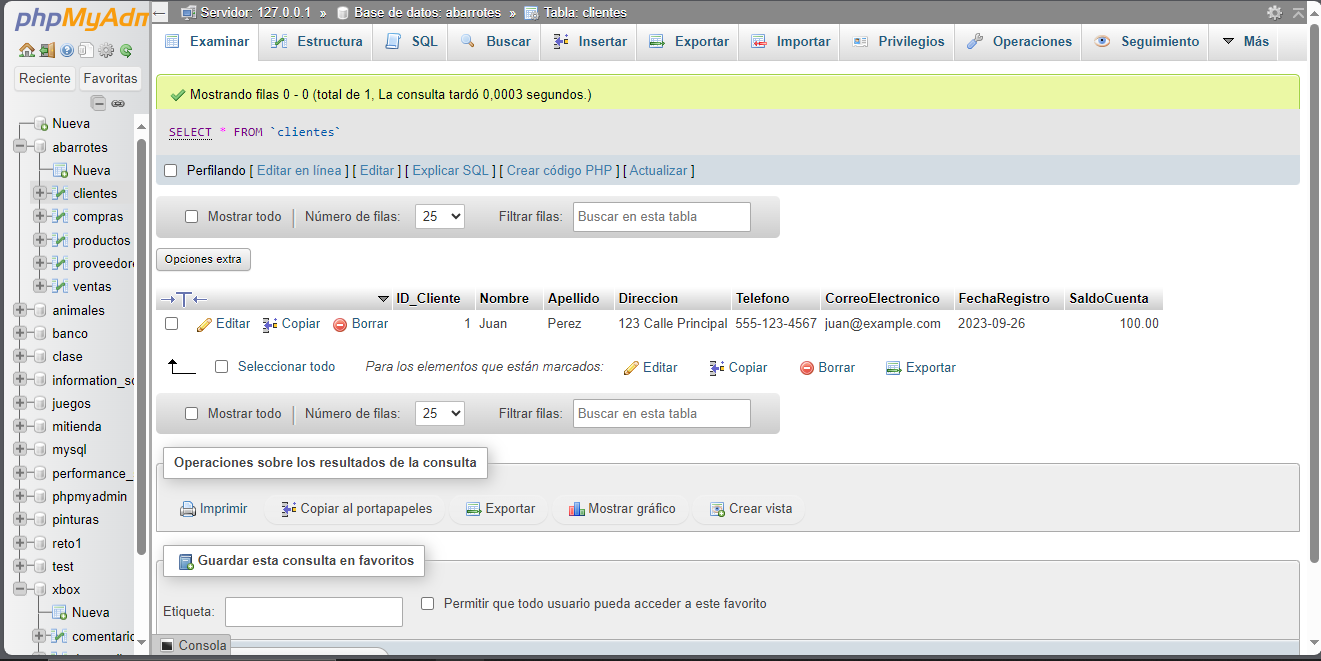 phpMyAdm
Servidor: 127.0.0.1 » Base de datos: abarrotes » Tabla: clientes
Examinar Estructura SQL Buscar Insertar Exportar Importar Privilegios Operaciones Seguimiento Más
Reciente Favoritas
Nueva
abarrotes
Nueva
clientes
compras
productos
proveedore
ventas
animales
banco
clase
information_sc
juegos
mitienda
mysql
performance_
phpmyadmin
pinturas
reto1
test
xbox
Nueva
comentario
Mostrando filas 0 - 0 (total de 1, La consulta tardó 0,0003 segundos.)
SELECT * FROM `clientes`
Perfilando [ Editar en línea ] [ Editar ] [ Explicar SQL ] [ Crear código PHP ] [ Actualizar ]
Mostrar todo Número de filas: 25 Filtrar filas: Buscar en esta tabla
Opciones extra
ID_Cliente Nombre Apellido Direccion Telefono CorreoElectronico FechaRegistro SaldoCuenta
Editar Copiar Borrar 1 Juan Perez 123 Calle Principal 555-123-4567 juan@example.com 2023-09-26 100.00
Seleccionar todo Para los elementos que están marcados: Editar Copiar Borrar Exportar
Mostrar todo Número de filas: 25 Filtrar filas: Buscar en esta tabla
Operaciones sobre los resultados de la consulta
Imprimir Copiar al portapapeles Exportar Mostrar gráfico Crear vista
Guardar esta consulta en favoritos
Etiqueta: Permitir que todo usuario pueda acceder a este favorito
Consola